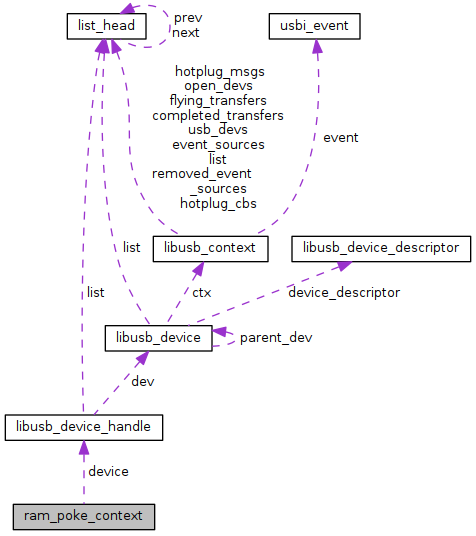 list_head
prev
next
usbi_event
hotplug_msgs
open_devs
flying_transfers
completed_transfers
usb_devs
event_sources
list
removed_event
_sources
hotplug_cbs
event
libusb_context
libusb_device_descriptor
list
list
ctx
device_descriptor
libusb_device
parent_dev
dev
libusb_device_handle
device
ram_poke_context